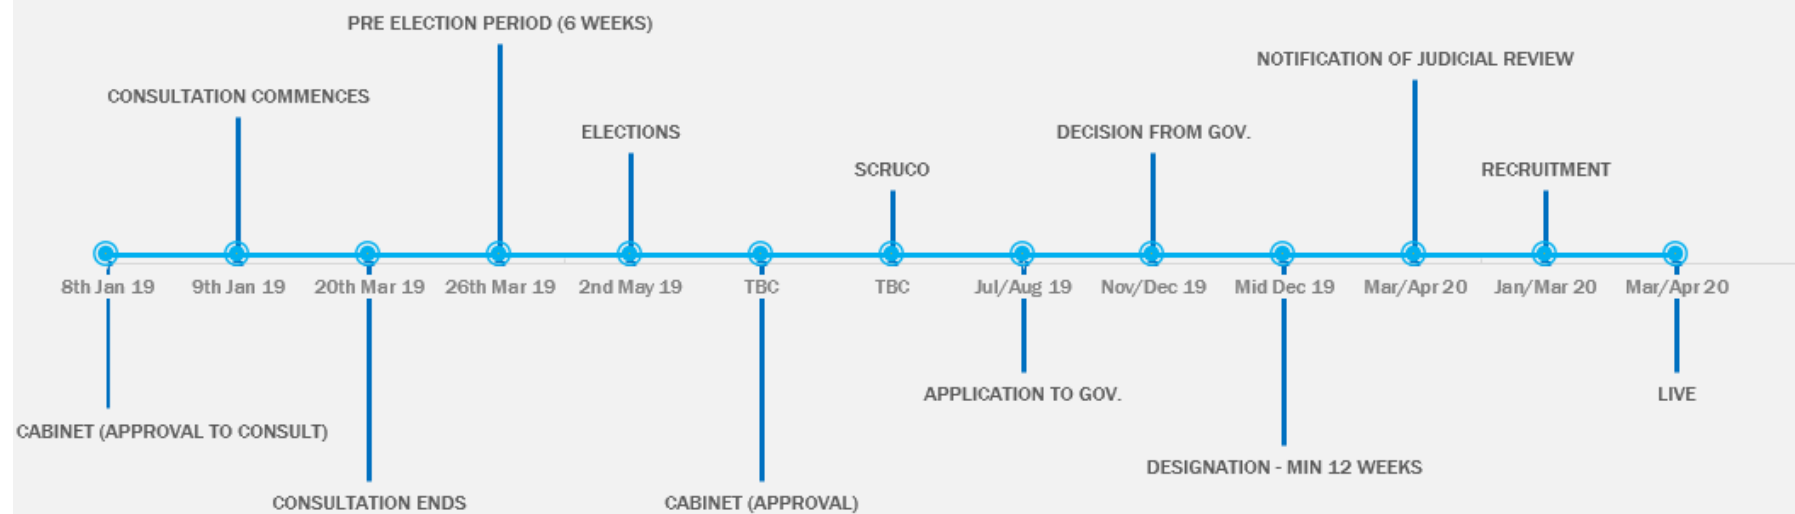 PRE ELECTION PERIOD (6 WEEKS)
NOTIFICATION OF JUDICIAL REVIEW
CONSULTATION COMMENCES
ELECTIONS
DECISION FROM GOV.
SCRUCO
RECRUITMENT
8th Jan 19
9th Jan 19
20th Mar 19
26th Mar 19
2nd May 19
TBC
TBC
Jul/Aug 19
Nov/Dec 19
Mid Dec 19
Mar/Apr 20
Jan/Mar 20
Mar/Apr 20
APPLICATION TO GOV.
LIVE
CABINET (APPROVAL TO CONSULT)
DESIGNATION - MIN 12 WEEKS
CONSULTATION ENDS
CABINET (APPROVAL)